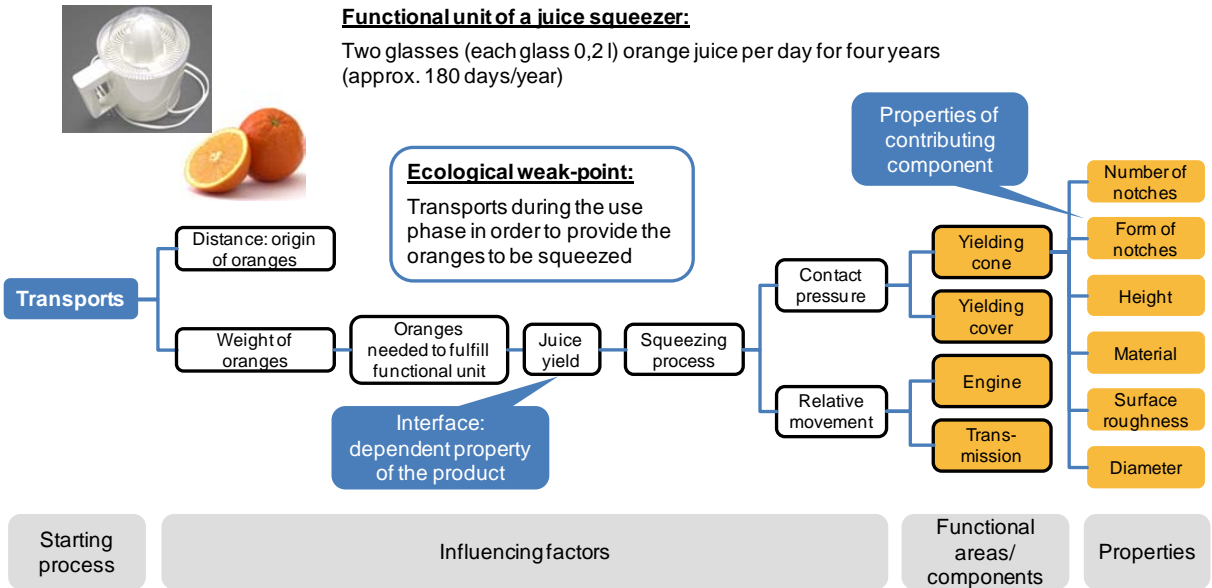 Functional unit of a juice squeezer:
Two glasses (each glass 0,2 l) orange juice per day for four years
(approx. 180 days/year)
Properties of
contributing
component
Ecological weak-point:
Transports during the use
phase in order to provide the
oranges to be squeezed
Transports
Distance: origin
of oranges
Weight of
oranges
Oranges
needed to fulfill
functional unit
Juice
yield
Squeezing
process
Interface:
dependent property
of the product
Contact
pressure
Relative
movement
Yielding
cone
Yielding
cover
Engine
Trans-
mission
Number of
notches
Form of
notches
Height
Material
Surface
roughness
Diameter
Starting
process
Influencing factors
Functional
areas/
components
Properties